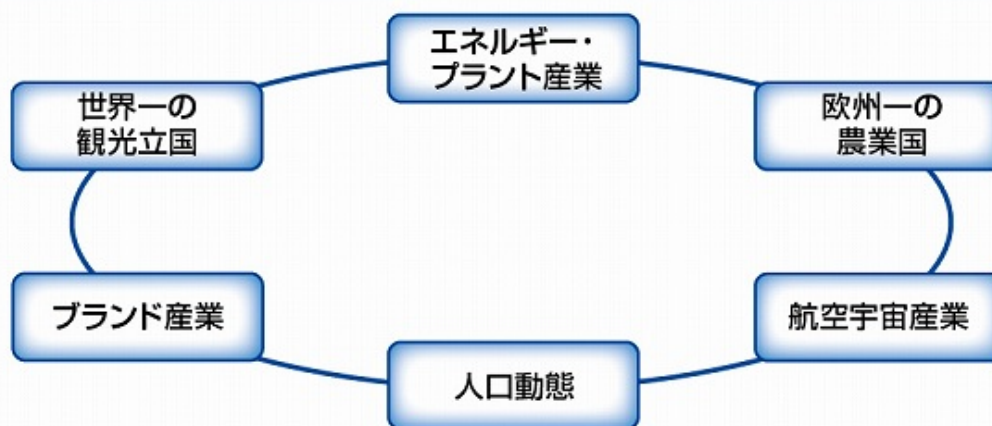 エネルギー・
プラント産業
世界一の
観光立国
欧州一の
農業国
ブランド産業
航空宇宙産業
人口動態